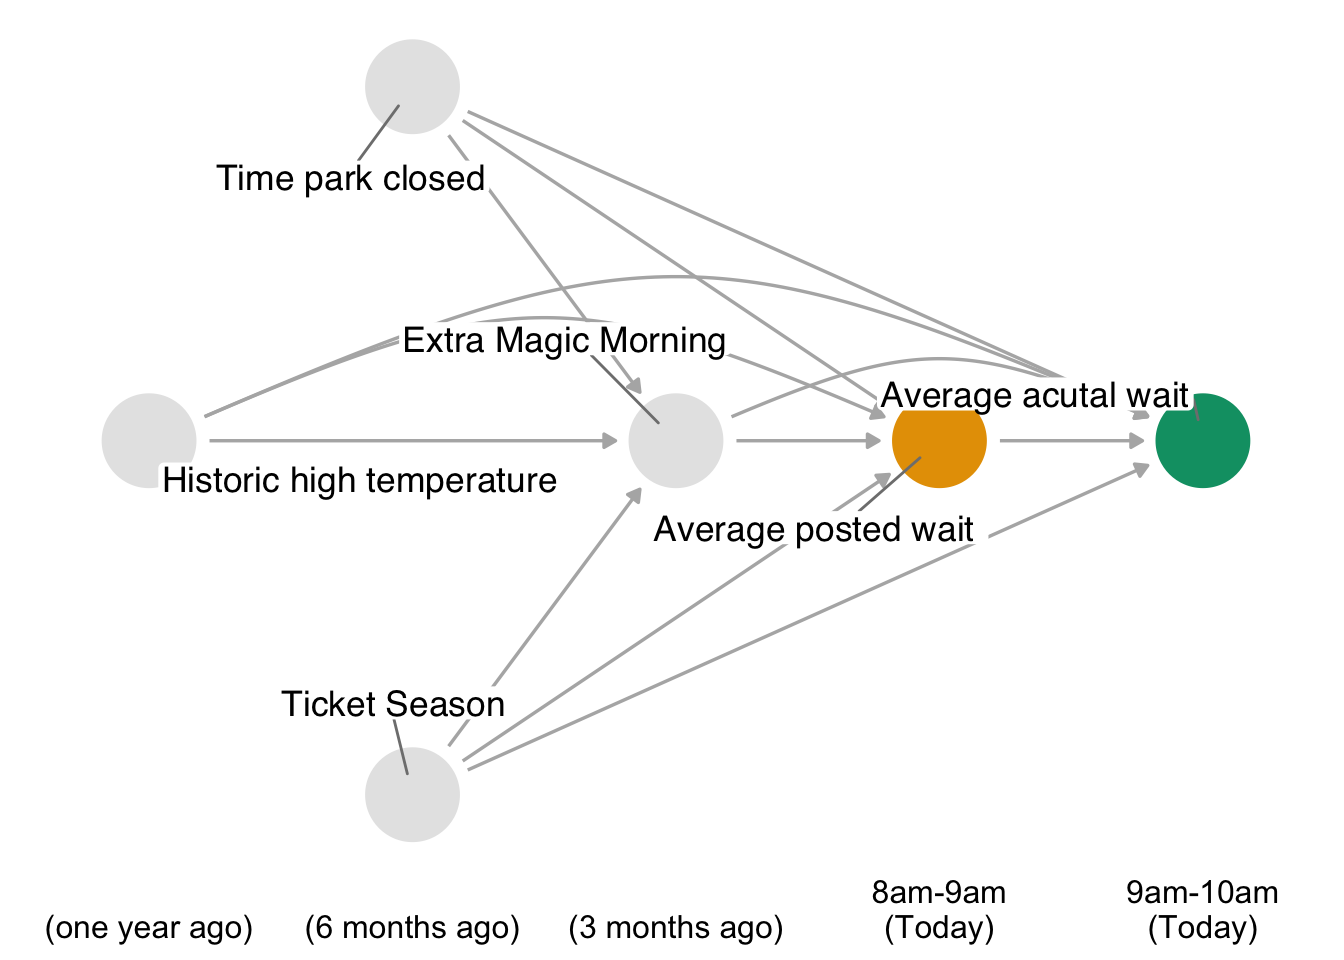 Time park closed
Extra Magic Morning
Average acutal wait
Historic high temperature
Average posted wait
Ticket Season
(one year ago)
(6 months ago)
(3 months ago)
8am-9am
(Today)
9am-10am
(Today)